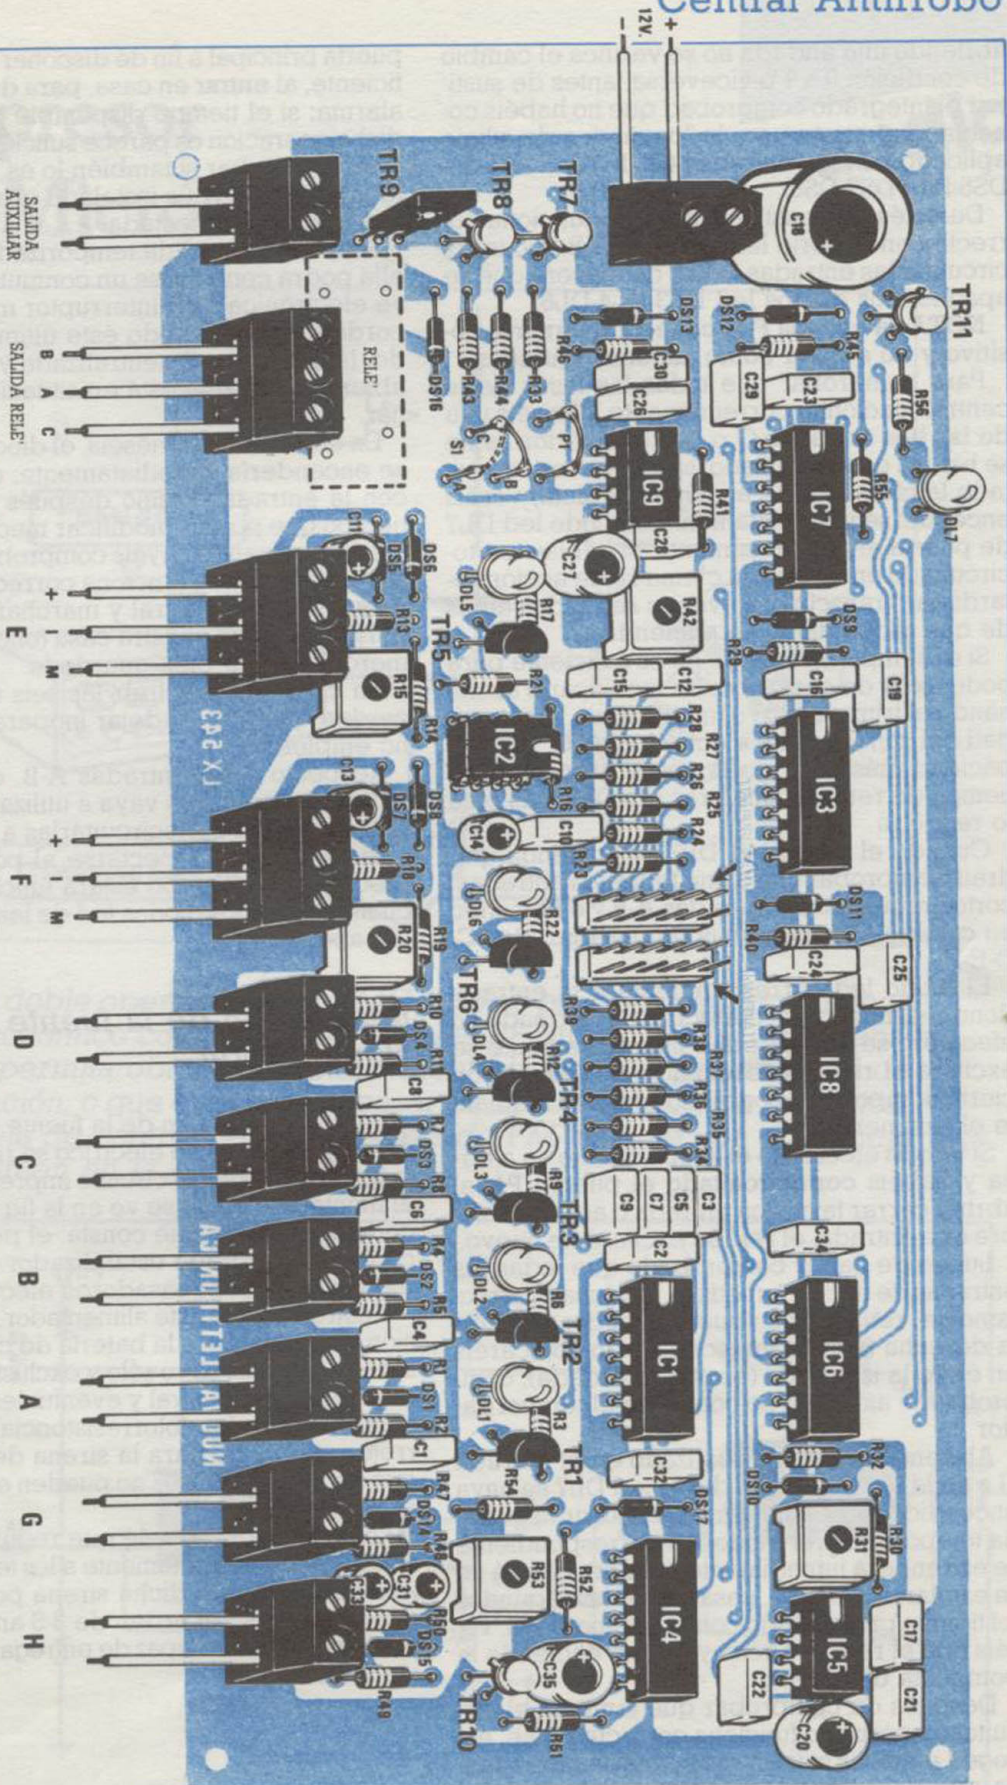 Central Antirrobo
12V.
- +
TR9
TR8
TR7
C18
TR11
SALIDA
AUXILIAR
RELE'
DS16
R43
R44
R33
R46
DS13
C30
C26
DS12
R45
C29
C23
R56
B A C
SALIDA RELE'
S1
C
A
B
P1
IC9
R41
IC7
R55
DL7
C11
DS5
DS6
C28
C27
DL5
R17
R42
DS9
R29
E
+ - M
R13
R15
R14
TR5
R21
C15
C12
C16
C19
LX 543
IC2
R16
R28
R27
R26
R25
R24
R23
IC3
C13
DS7
DS8
C14
C10
F
+ - M
R18
R19
R20
DL6
R22
TR6
DS11
R40
C24
C25
D
R10
DS4
R11
DL4
R12
TR4
R39
R38
R37
R36
R35
R34
IC8
C8
C
R7
DS3
R8
DL3
R9
TR3
C9
C7
C5
C3
C6
C2
C34
B
R4
DS2
R5
DL2
R6
TR2
C4
IC1
IC6
A
R1
DS1
R2
DL1
R3
TR1
NUOVA ELETTRONICA
C1
C32
DS10
R32
G
R47
DS14
R48
R54
DS17
R53
R52
R31
R30
H
C33
C31
R50
DS15
R49
IC4
IC5
C17
C21
C22
C20
TR10
C35
R51